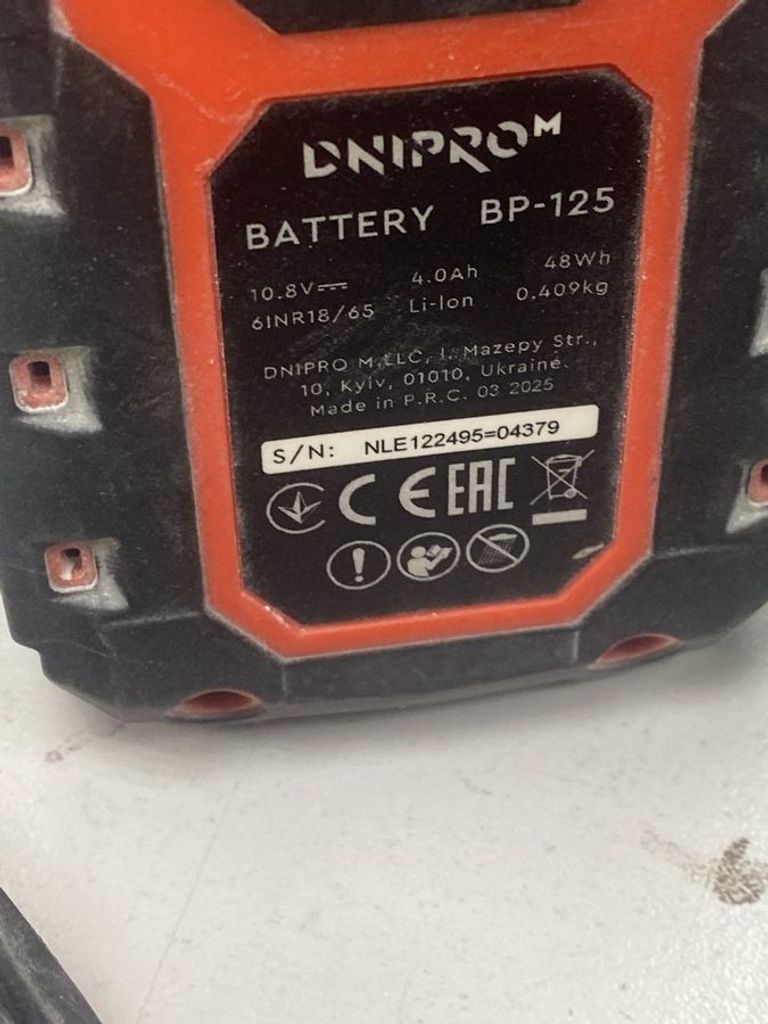 DNIPRO M
BATTERY BP-125
10.8V 4.0Ah 48Wh
6INR18/65 Li-Ion 0.409kg
DNIPRO M LLC, I. Mazepy Str.,
10, Kyiv, 01010, Ukraine.
Made in P.R.C. 03 2025
S/N: NLE122495=04379
CE EAC